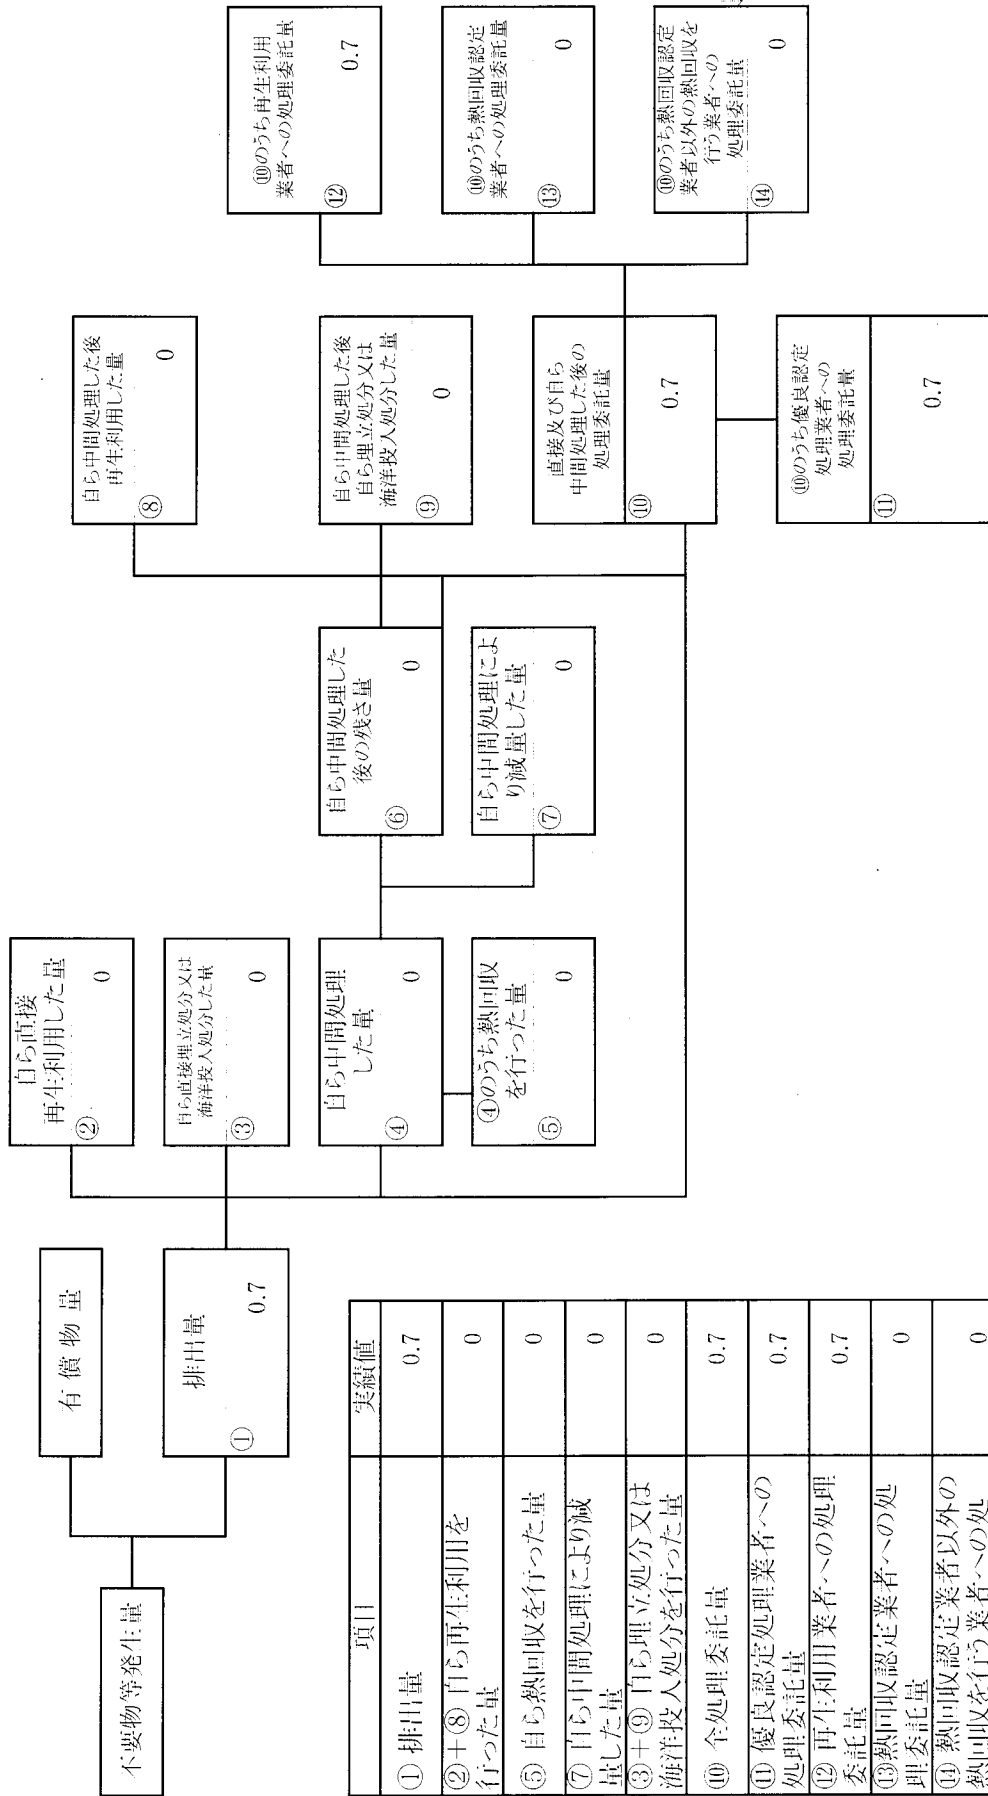 不要物等発生量
有償物量
排出量
①
0.7
自ら直接
再生利用した量
②
0
自ら直接埋立処分又は
海洋投入処分した量
③
0
自ら中間処理
した量
④
0
④のうち熱回収
を行った量
⑤
0
自ら中間処理した
後の残さ量
⑥
0
自ら中間処理によ
り減量した量
⑦
0
自ら中間処理した後
再生利用した量
⑧
0
自ら中間処理した後
自ら埋立処分又は
海洋投入処分した量
⑨
0
直接及び自ら
中間処理した後の
処理委託量
⑩
0.7
⑩のうち優良認定
処理業者への
処理委託量
⑪
0.7
⑩のうち再生利用
業者への処理委託量
⑫
0.7
⑩のうち熱回収認定
業者への処理委託量
⑬
0
⑩のうち熱回収認定
業者以外の熱回収を
行う業者への
処理委託量
⑭
0
項目 実績値
①排出量 0.7
②+⑧自ら再生利用を
行った量 0
⑤自ら熱回収を行った量 0
⑦自ら中間処理により減
量した量 0
③+⑨自ら埋立処分又は
海洋投入処分を行った量 0
⑩全処理委託量 0.7
⑪優良認定処理業者への
処理委託量 0.7
⑫再生利用業者への処理
委託量 0.7
⑬熱回収認定業者への処
理委託量 0
⑭熱回収認定業者以外の
熱回収を行う業者への処 0